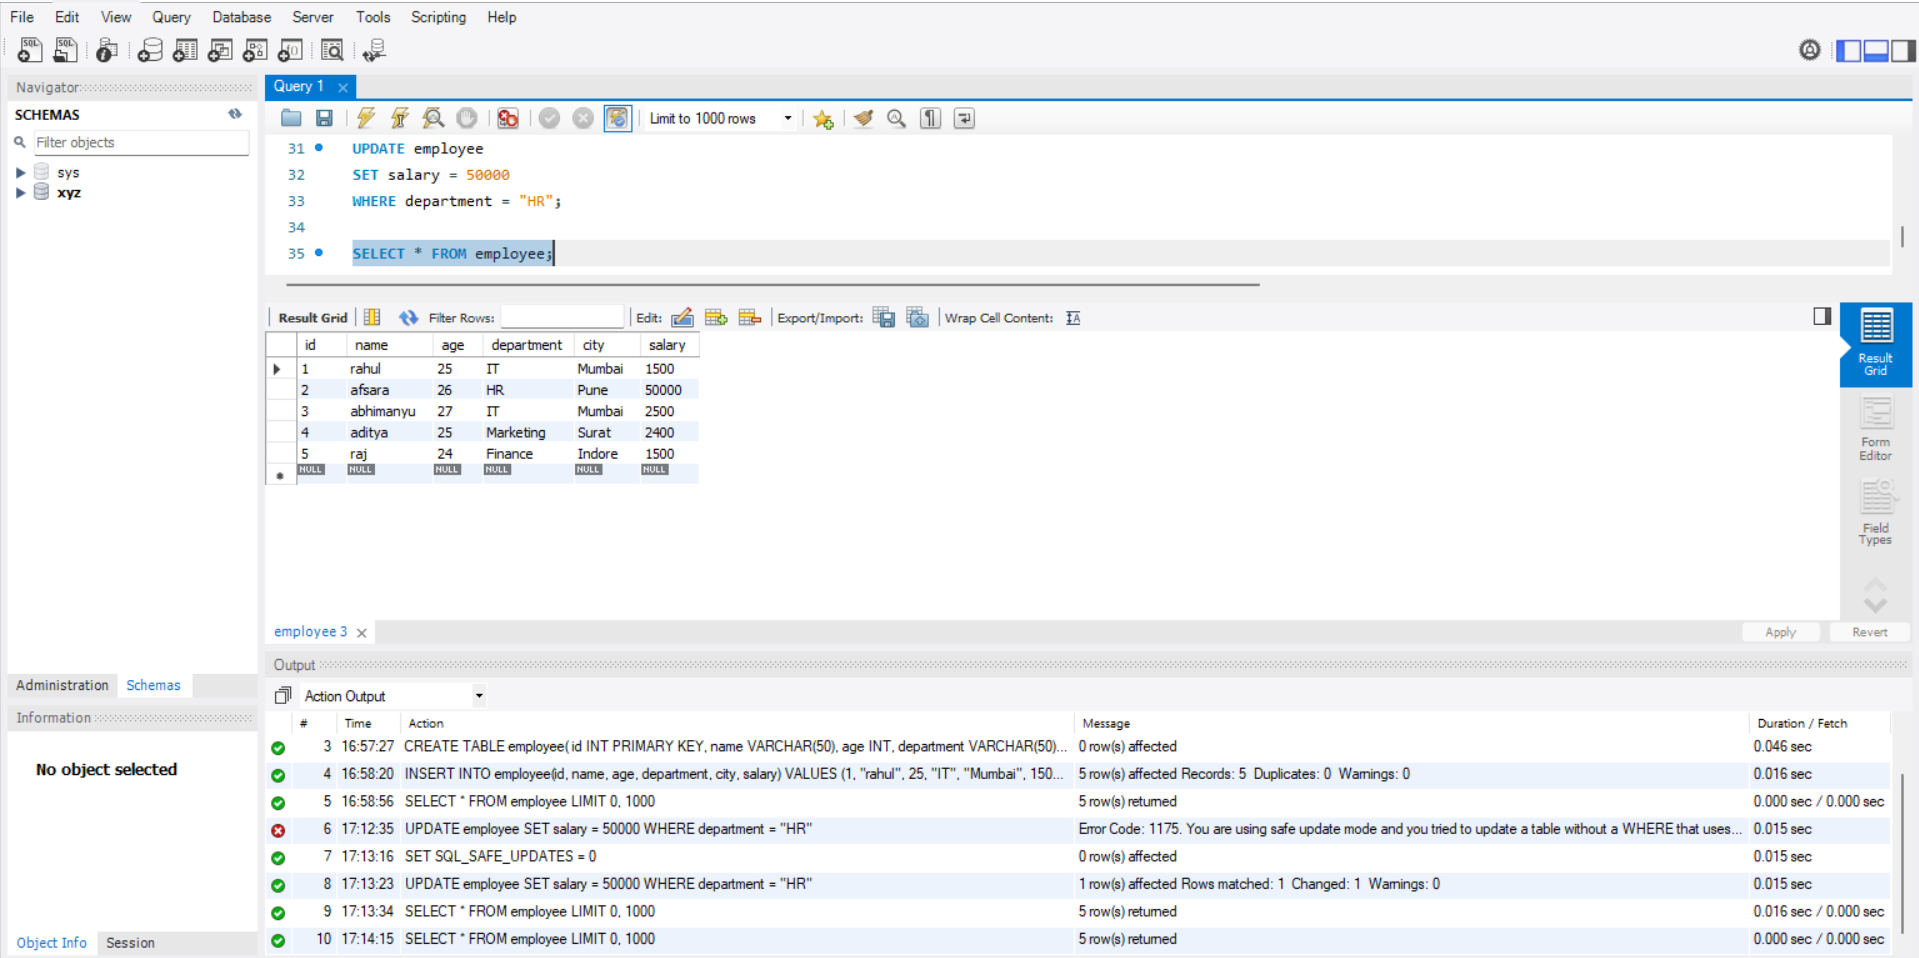 File Edit View Query Database Server Tools Scripting Help
Navigator
SCHEMAS
Filter objects
sys
xyz
Administration Schemas
Information
No object selected
Object Info Session
Query 1
Limit to 1000 rows
31 UPDATE employee
32 SET salary = 50000
33 WHERE department = "HR";
34
35 SELECT * FROM employee;
Result Grid Filter Rows: Edit: Export/Import: Wrap Cell Content:
id name age department city salary
1 rahul 25 IT Mumbai 1500
2 afsara 26 HR Pune 50000
3 abhimanyu 27 IT Mumbai 2500
4 aditya 25 Marketing Surat 2400
5 raj 24 Finance Indore 1500
NULL NULL NULL NULL NULL NULL
Result
Grid
Form
Editor
Field
Types
employee 3
Apply Revert
Output
Action Output
# Time Action Message Duration / Fetch
3 16:57:27 CREATE TABLE employee( id INT PRIMARY KEY, name VARCHAR(50), age INT, department VARCHAR(50)... 0 row(s) affected 0.046 sec
4 16:58:20 INSERT INTO employee(id, name, age, department, city, salary) VALUES (1, "rahul", 25, "IT", "Mumbai", 150... 5 row(s) affected Records: 5 Duplicates: 0 Warnings: 0 0.016 sec
5 16:58:56 SELECT * FROM employee LIMIT 0, 1000 5 row(s) returned 0.000 sec / 0.000 sec
6 17:12:35 UPDATE employee SET salary = 50000 WHERE department = "HR" Error Code: 1175. You are using safe update mode and you tried to update a table without a WHERE that uses... 0.015 sec
7 17:13:16 SET SQL_SAFE_UPDATES = 0 0 row(s) affected 0.015 sec
8 17:13:23 UPDATE employee SET salary = 50000 WHERE department = "HR" 1 row(s) affected Rows matched: 1 Changed: 1 Warnings: 0 0.015 sec
9 17:13:34 SELECT * FROM employee LIMIT 0, 1000 5 row(s) returned 0.016 sec / 0.000 sec
10 17:14:15 SELECT * FROM employee LIMIT 0, 1000 5 row(s) returned 0.000 sec / 0.000 sec